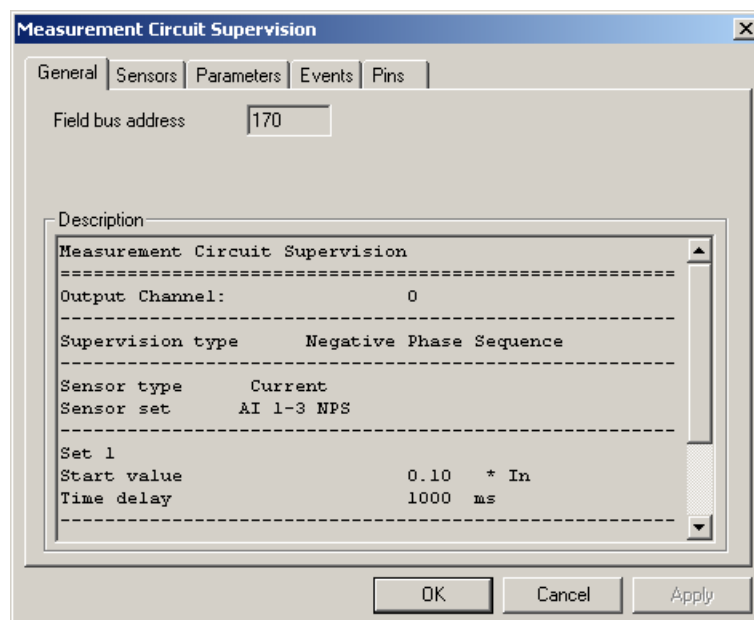 Measurement Circuit Supervision
General Sensors Parameters Events Pins
Field bus address 170
Description
Measurement Circuit Supervision
=======================================================
Output Channel: 0
-------------------------------------------------------
Supervision type Negative Phase Sequence
-------------------------------------------------------
Sensor type Current
Sensor set AI 1-3 NPS
-------------------------------------------------------
Set 1
Start value 0.10 * In
Time delay 1000 ms
-------------------------------------------------------
OK Cancel Apply